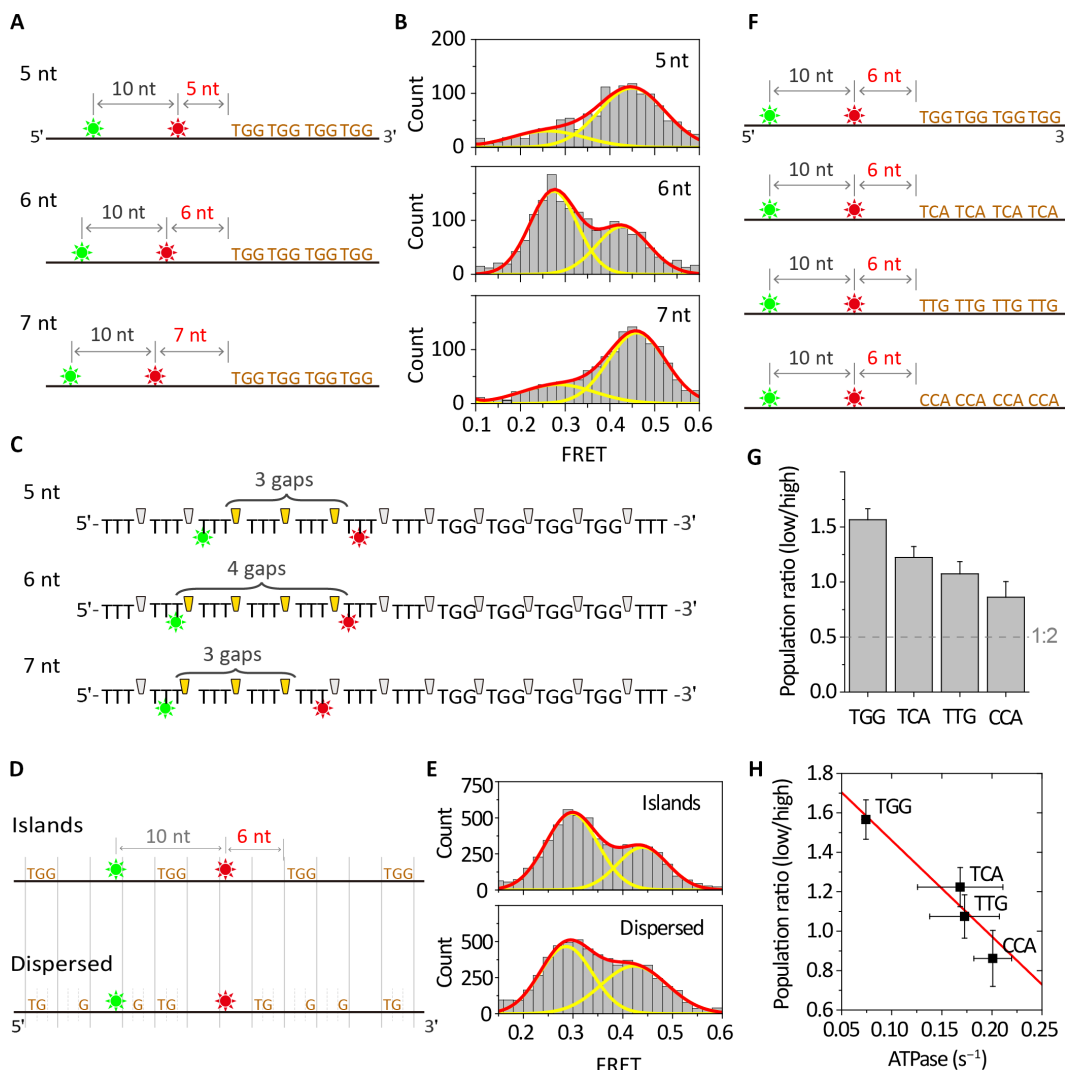 A
5 nt
10 nt
5 nt
5'
TGG TGG TGG TGG
3'
6 nt
10 nt
6 nt
TGG TGG TGG TGG
7 nt
10 nt
7 nt
TGG TGG TGG TGG
B
200
100
0
Count
5 nt
100
0
Count
6 nt
100
0
Count
7 nt
0.1 0.2 0.3 0.4 0.5 0.6
FRET
C
5 nt
3 gaps
5' - TTT TTT TTT TTT TTT TTT TTT TGG TGG TGG TGG TTT -3'
6 nt
4 gaps
5' - TTT TTT TTT TTT TTT TTT TTT TGG TGG TGG TGG TTT -3'
7 nt
3 gaps
5' - TTT TTT TTT TTT TTT TTT TTT TGG TGG TGG TGG TTT -3'
D
Islands
10 nt
6 nt
TGG TGG TGG TGG
Dispersed
TG G G TG TG G G TG
5'
3'
E
750
500
250
0
Count
Islands
500
250
0
Count
Dispersed
0.2 0.3 0.4 0.5 0.6
FRET
F
10 nt
6 nt
TGG TGG TGG TGG
5'
3
10 nt
6 nt
TCA TCA TCA TCA
10 nt
6 nt
TTG TTG TTG TTG
10 nt
6 nt
CCA CCA CCA CCA
G
Population ratio (low/high)
1.5
1.0
0.5
0.0
1:2
TGG TCA TTG CCA
H
Population ratio (low/high)
1.8
1.6
1.4
1.2
1.0
0.8
0.6
TGG
TCA
TTG
CCA
0.05 0.10 0.15 0.20 0.25
ATPase (s⁻¹)